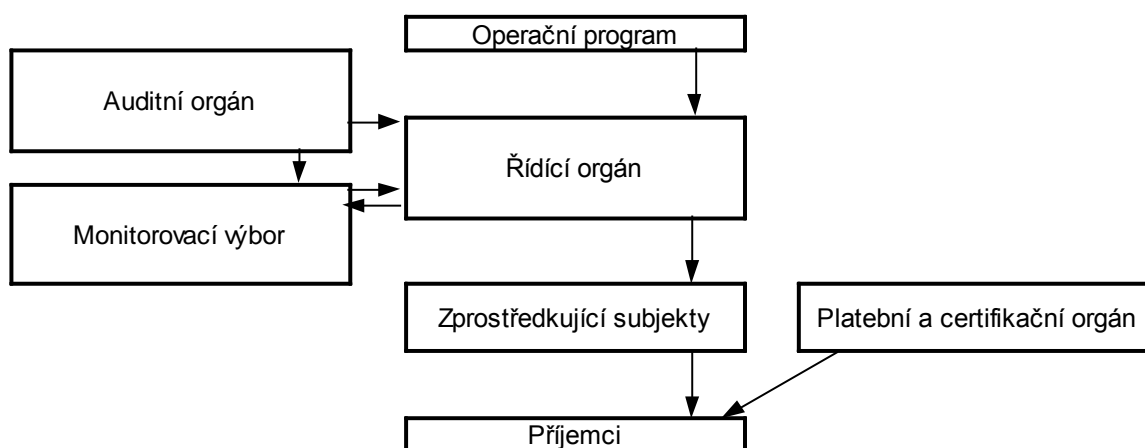 Operační program
Auditní orgán
Řídící orgán
Monitorovací výbor
Zprostředkující subjekty
Platební a certifikační orgán
Příjemci